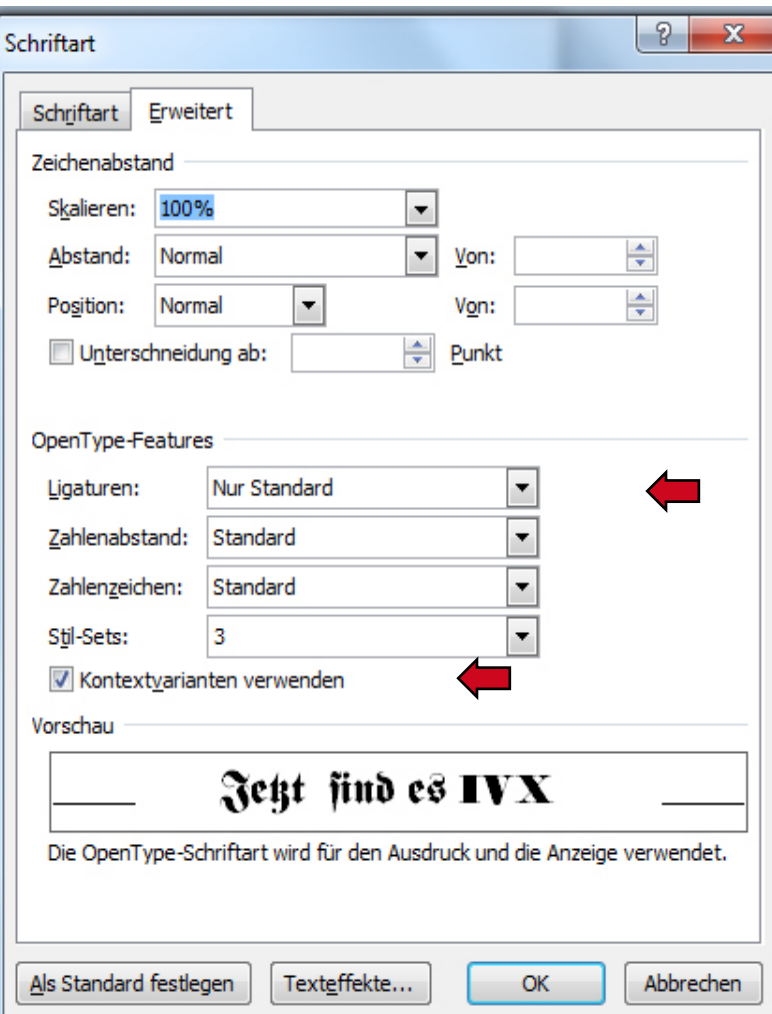 Schriftart
Schriftart Erweitert
Zeichenabstand
Skalieren: 100%
Abstand: Normal Von:
Position: Normal Von:
Unterschneidung ab: Punkt
OpenType-Features
Ligaturen: Nur Standard
Zahlenabstand: Standard
Zahlenzeichen: Standard
Stil-Sets: 3
Kontextvarianten verwenden
Vorschau
Jetzt ſind es IVX
Die OpenType-Schriftart wird für den Ausdruck und die Anzeige verwendet.
Als Standard festlegen Texteffekte... OK Abbrechen